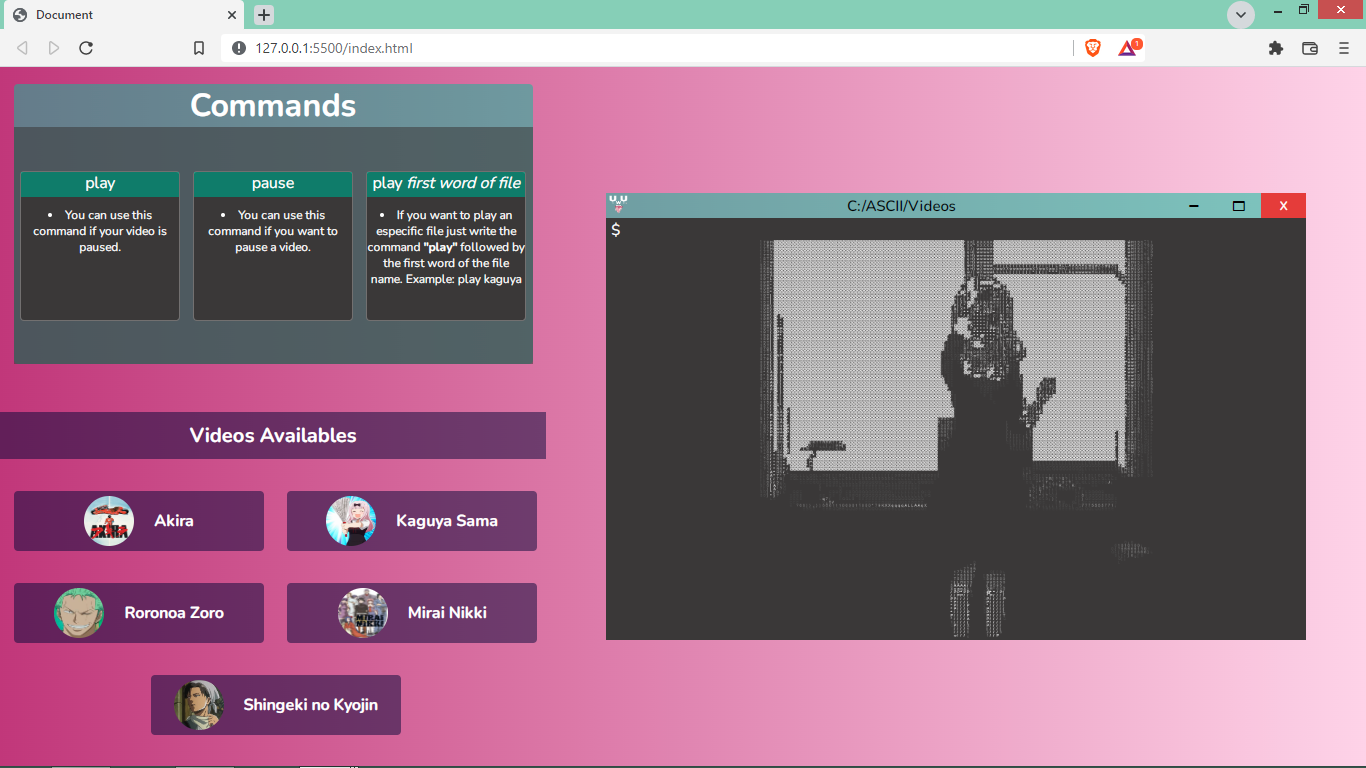 Document
127.0.0.1:5500/index.html
1
Commands
play
You can use this
command if your video is
paused.
pause
You can use this
command if you want to
pause a video.
play first word of file
If you want to play an
especific file just write the
command "play" followed by
the first word of the file
name. Example: play kaguya
C:/ASCII/Videos
X
$
Videos Availables
AKIRA
Akira
Kaguya Sama
Roronoa Zoro
MIRAI
NIKKI
Mirai Nikki
Shingeki no Kyojin